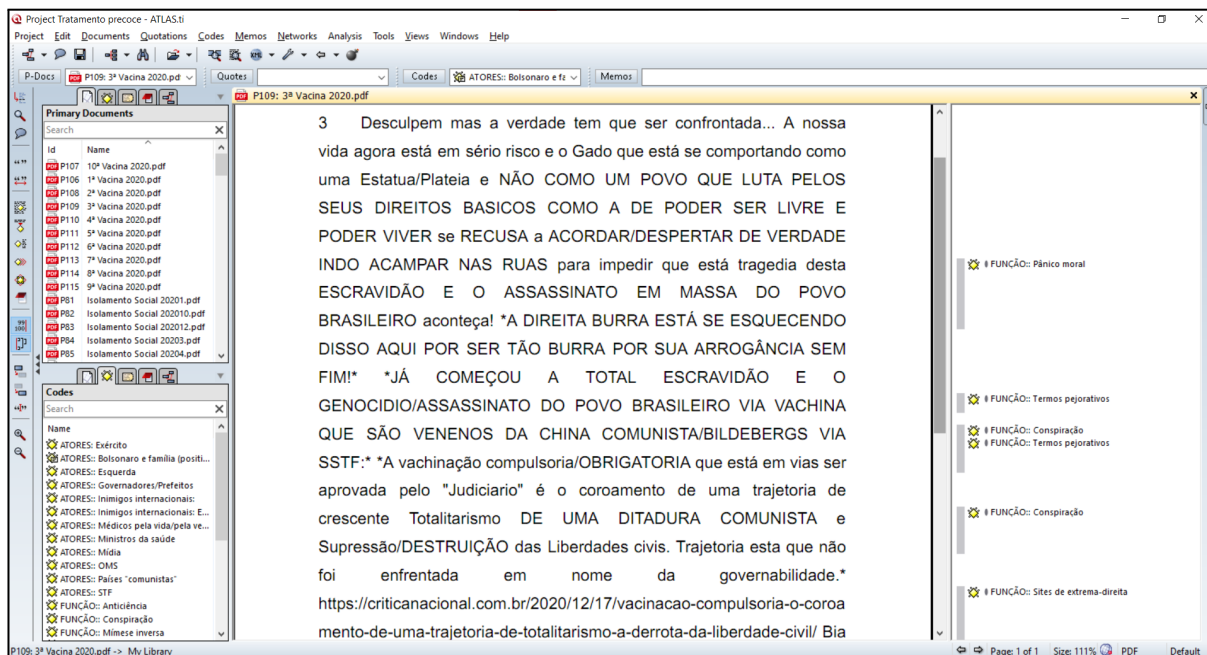 Project Tratamento precoce - ATLAS.ti
Project Edit Documents Quotations Codes Memos Networks Analysis Tools Views Windows Help
P-Docs P109: 3ª Vacina 2020.pd Quotes Codes ATORES:: Bolsonaro e fa Memos
P109: 3ª Vacina 2020.pdf
Primary Documents
Search
Id Name
P107 10ª Vacina 2020.pdf
P106 1ª Vacina 2020.pdf
P108 2ª Vacina 2020.pdf
P109 3ª Vacina 2020.pdf
P110 4ª Vacina 2020.pdf
P111 5ª Vacina 2020.pdf
P112 6ª Vacina 2020.pdf
P113 7ª Vacina 2020.pdf
P114 8ª Vacina 2020.pdf
P115 9ª Vacina 2020.pdf
P81 Isolamento Social 20201.pdf
P82 Isolamento Social 202010.pdf
P83 Isolamento Social 202012.pdf
P84 Isolamento Social 20203.pdf
P85 Isolamento Social 20204.pdf
Codes
Search
Name
ATORES: Exército
ATORES:: Bolsonaro e família (positi...
ATORES:: Esquerda
ATORES:: Governadores/Prefeitos
ATORES:: Inimigos internacionais:
ATORES:: Inimigos internacionais: E...
ATORES:: Médicos pela vida/pela ve...
ATORES:: Ministros da saúde
ATORES:: Mídia
ATORES:: OMS
ATORES:: Países "comunistas"
ATORES:: STF
FUNÇÃO:: Anticiência
FUNÇÃO:: Conspiração
FUNÇÃO:: Mímese inversa
3 Desculpem mas a verdade tem que ser confrontada... A nossa
vida agora está em sério risco e o Gado que está se comportando como
uma Estatua/Plateia e NÃO COMO UM POVO QUE LUTA PELOS
SEUS DIREITOS BASICOS COMO A DE PODER SER LIVRE E
PODER VIVER se RECUSA a ACORDAR/DESPERTAR DE VERDADE
INDO ACAMPAR NAS RUAS para impedir que está tragedia desta
ESCRAVIDÃO E O ASSASSINATO EM MASSA DO POVO
BRASILEIRO aconteça! *A DIREITA BURRA ESTÁ SE ESQUECENDO
DISSO AQUI POR SER TÃO BURRA POR SUA ARROGÂNCIA SEM
FIM!* *JÁ COMEÇOU A TOTAL ESCRAVIDÃO E O
GENOCIDIO/ASSASSINATO DO POVO BRASILEIRO VIA VACHINA
QUE SÃO VENENOS DA CHINA COMUNISTA/BILDEBERGS VIA
SSTF:* *A vachinação compulsoria/OBRIGATORIA que está em vias ser
aprovada pelo "Judiciario" é o coroamento de uma trajetoria de
crescente Totalitarismo DE UMA DITADURA COMUNISTA e
Supressão/DESTRUIÇÃO das Liberdades civis. Trajetoria esta que não
foi enfrentada em nome da governabilidade.*
https://criticanacional.com.br/2020/12/17/vacinacao-compulsoria-o-coroa
mento-de-uma-trajetoria-de-totalitarismo-a-derrota-da-liberdade-civil/ Bia
FUNÇÃO:: Pânico moral
FUNÇÃO:: Termos pejorativos
FUNÇÃO:: Conspiração
FUNÇÃO:: Termos pejorativos
FUNÇÃO:: Conspiração
FUNÇÃO:: Sites de extrema-direita
P109: 3ª Vacina 2020.pdf -> My Library
Page: 1 of 1 Size: 111% PDF Default